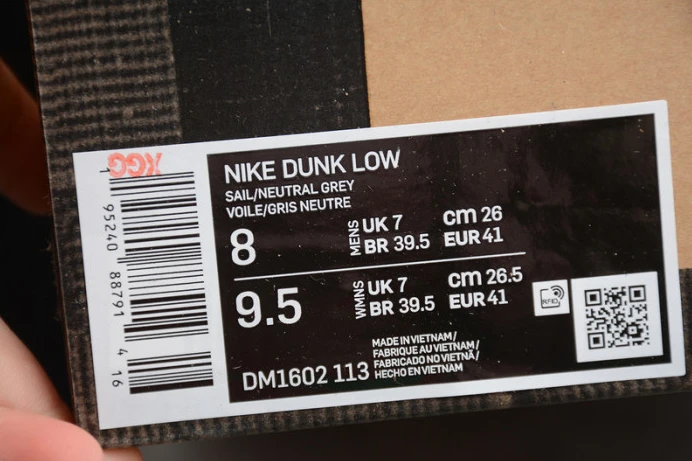 XGG
1 95240 88791 4 16
NIKE DUNK LOW
SAIL/NEUTRAL GREY
VOILE/GRIS NEUTRE
8 MENS UK 7 cm 26
BR 39.5 EUR 41
9.5 WMNS UK 7 cm 26.5
BR 39.5 EUR 41
RFID
MADE IN VIETNAM/
FABRIQUE AU VIETNAM/
FABRICADO NO VIETNÃ/
HECHO EN VIETNAM
DM1602 113